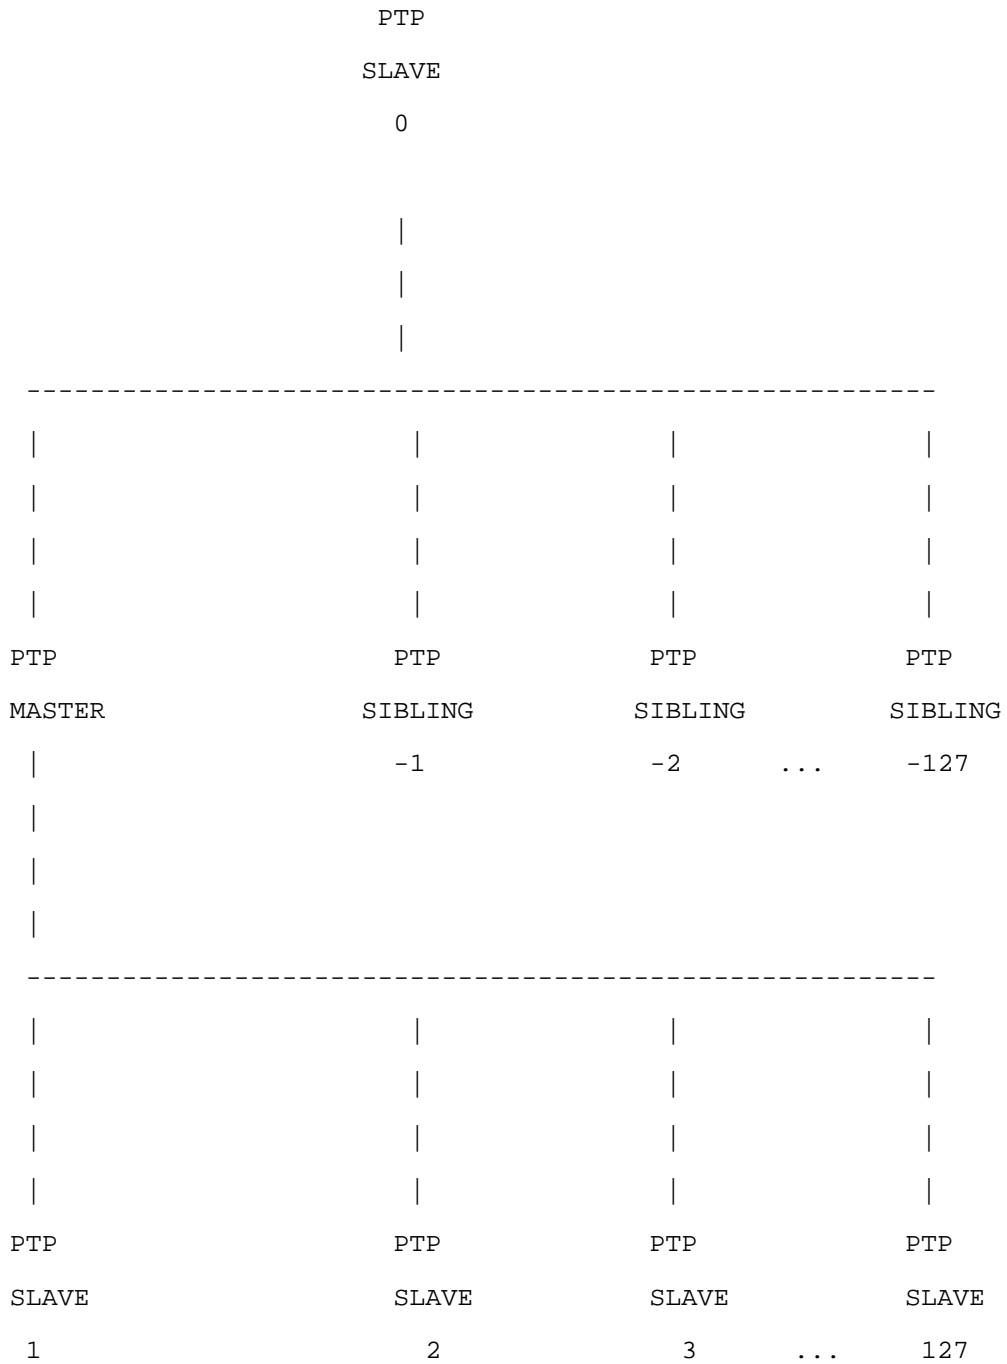 PTP
SLAVE
0
PTP PTP PTP PTP
MASTER SIBLING SIBLING SIBLING
-1 -2 ... -127
PTP PTP PTP PTP
SLAVE SLAVE SLAVE SLAVE
1 2 3 ... 127